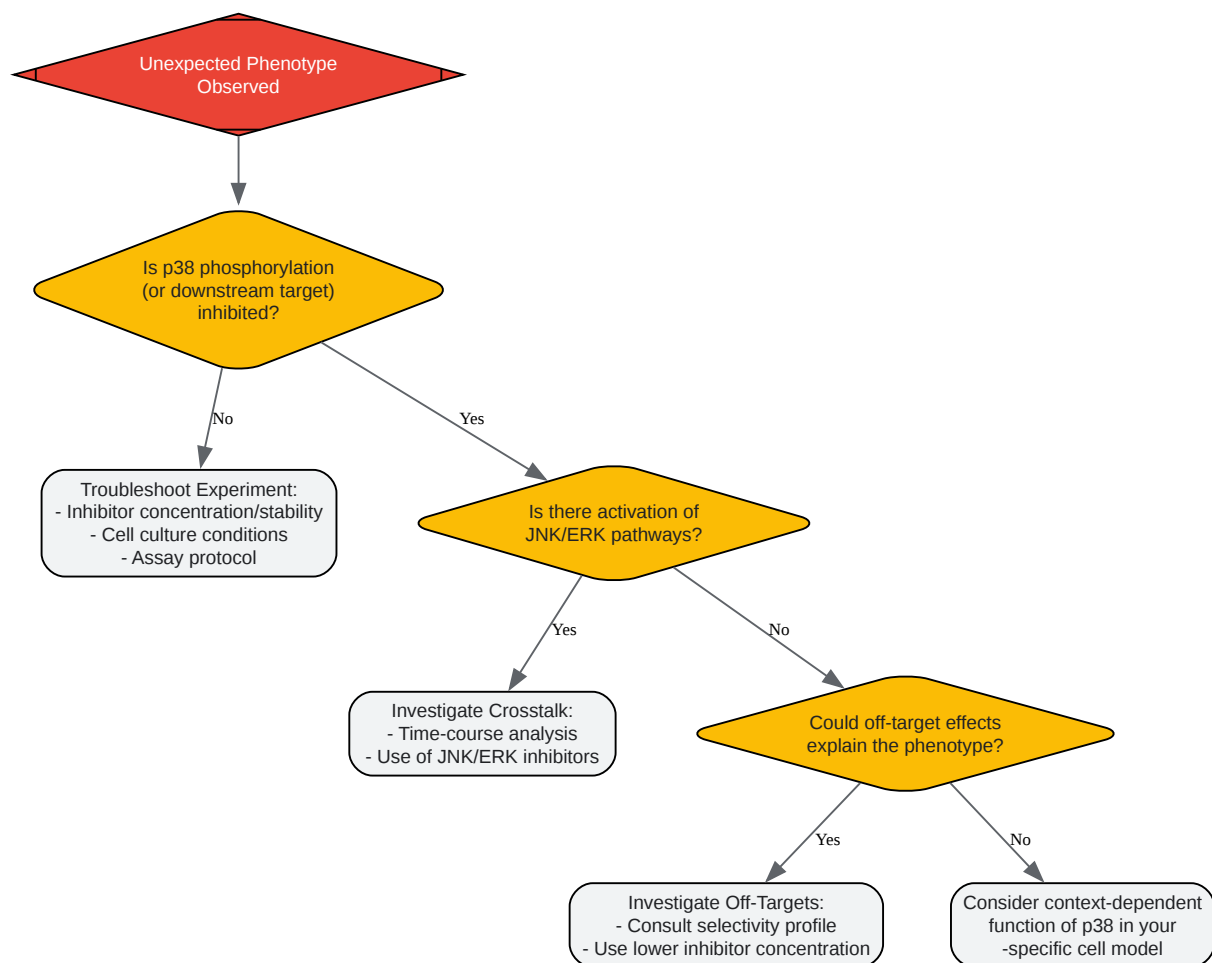 Unexpected Phenotype
Observed
Is p38 phosphorylation
(or downstream target)
inhibited?
No
Yes
Troubleshoot Experiment:
- Inhibitor concentration/stability
- Cell culture conditions
- Assay protocol
Is there activation of
JNK/ERK pathways?
Yes
No
Investigate Crosstalk:
- Time-course analysis
- Use of JNK/ERK inhibitors
Could off-target effects
explain the phenotype?
Yes
No
Investigate Off-Targets:
- Consult selectivity profile
- Use lower inhibitor concentration
Consider context-dependent
function of p38 in your
-specific cell model